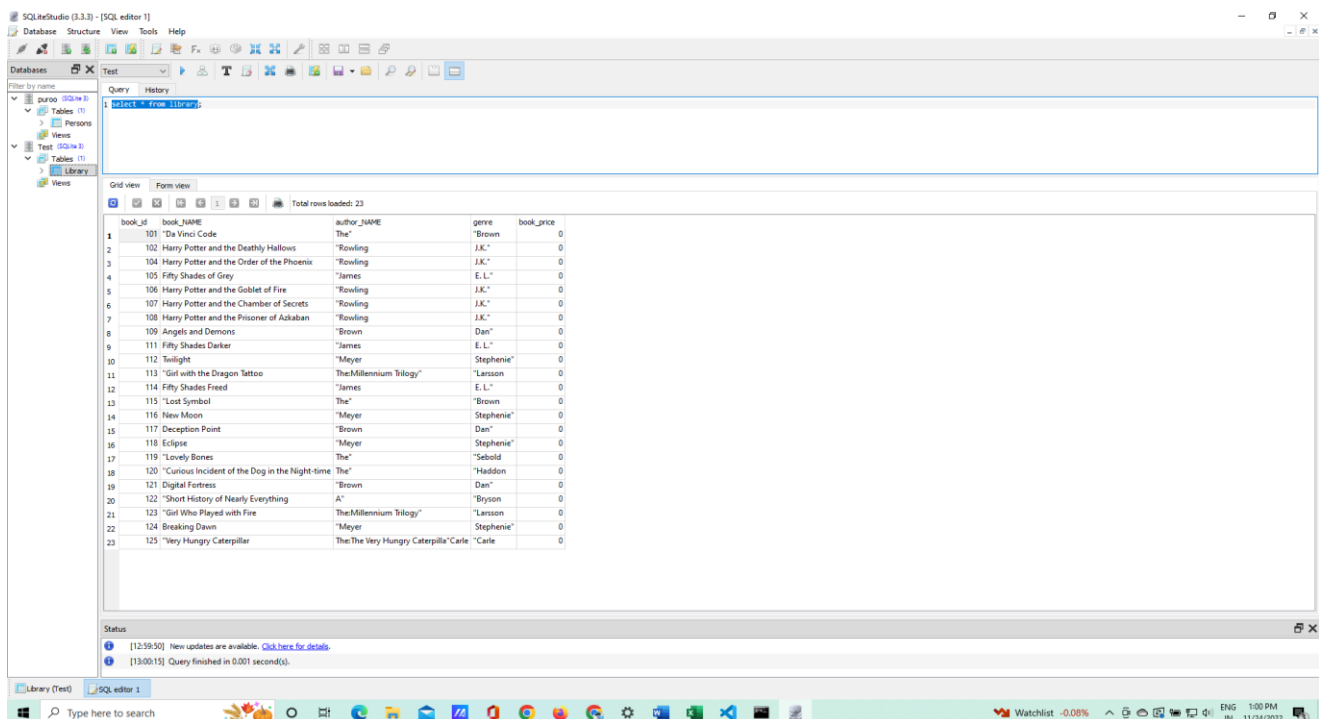 SQLiteStudio (3.3.3) - [SQL editor 1]
Database Structure View Tools Help
Databases
Test
Filter by name
Query History
puroo (SQLite 3)
1 select * from library;
Tables (1)
Persons
Views
Test (SQLite 3)
Tables (1)
Library
Views
Grid view Form view
1 Total rows loaded: 23
book_id book_NAME author_NAME genre book_price
1 101 "Da Vinci Code The" "Brown 0
2 102 Harry Potter and the Deathly Hallows "Rowling J.K." 0
3 104 Harry Potter and the Order of the Phoenix "Rowling J.K." 0
4 105 Fifty Shades of Grey "James E. L." 0
5 106 Harry Potter and the Goblet of Fire "Rowling J.K." 0
6 107 Harry Potter and the Chamber of Secrets "Rowling J.K." 0
7 108 Harry Potter and the Prisoner of Azkaban "Rowling J.K." 0
8 109 Angels and Demons "Brown Dan" 0
9 111 Fifty Shades Darker "James E. L." 0
10 112 Twilight "Meyer Stephenie" 0
11 113 "Girl with the Dragon Tattoo The:Millennium Trilogy" "Larsson 0
12 114 Fifty Shades Freed "James E. L." 0
13 115 "Lost Symbol The" "Brown 0
14 116 New Moon "Meyer Stephenie" 0
15 117 Deception Point "Brown Dan" 0
16 118 Eclipse "Meyer Stephenie" 0
17 119 "Lovely Bones The" "Sebold 0
18 120 "Curious Incident of the Dog in the Night-time The" "Haddon 0
19 121 Digital Fortress "Brown Dan" 0
20 122 "Short History of Nearly Everything A" "Bryson 0
21 123 "Girl Who Played with Fire The:Millennium Trilogy" "Larsson 0
22 124 Breaking Dawn "Meyer Stephenie" 0
23 125 "Very Hungry Caterpillar The:The Very Hungry Caterpilla"Carle "Carle 0
Status
[12:59:50] New updates are available. Click here for details.
[13:00:15] Query finished in 0.001 second(s).
Library (Test) SQL editor 1
Type here to search
Watchlist -0.08%
ENG 1:00 PM
IN 11/24/2022